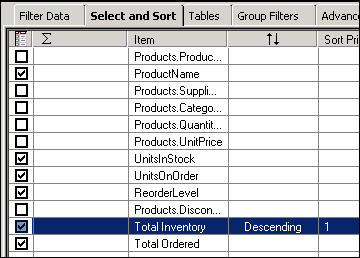 Filter Data Select and Sort Tables Group Filters Advanc
Σ Item Sort Pri
Products.Produc...
ProductName
Products.Suppli...
Products.Catego...
Products.Quantit...
Products.UnitPrice
UnitsInStock
UnitsOnOrder
ReorderLevel
Products.Discon...
Total Inventory Descending 1
Total Ordered